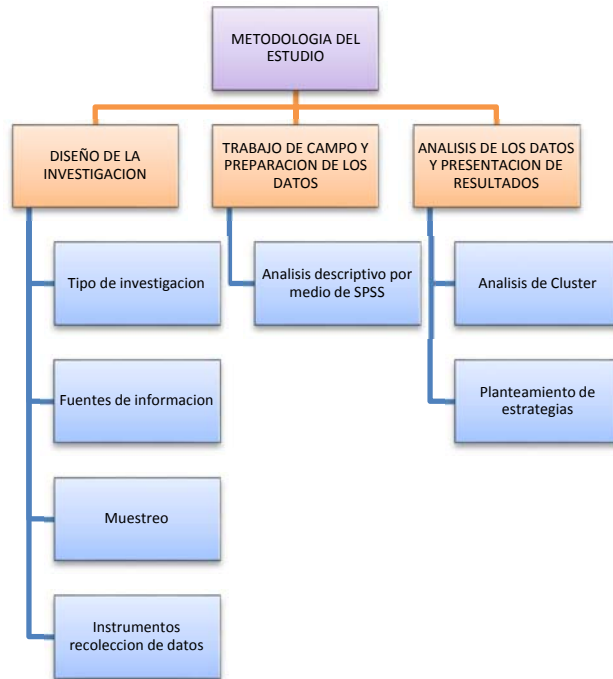 METODOLOGIA DEL
ESTUDIO
DISEÑO DE LA
INVESTIGACION
TRABAJO DE CAMPO Y
PREPARACION DE LOS
DATOS
ANALISIS DE LOS DATOS
Y PRESENTACION DE
RESULTADOS
Tipo de investigacion
Fuentes de informacion
Muestreo
Instrumentos
recoleccion de datos
Analisis descriptivo por
medio de SPSS
Analisis de Cluster
Planteamiento de
estrategias